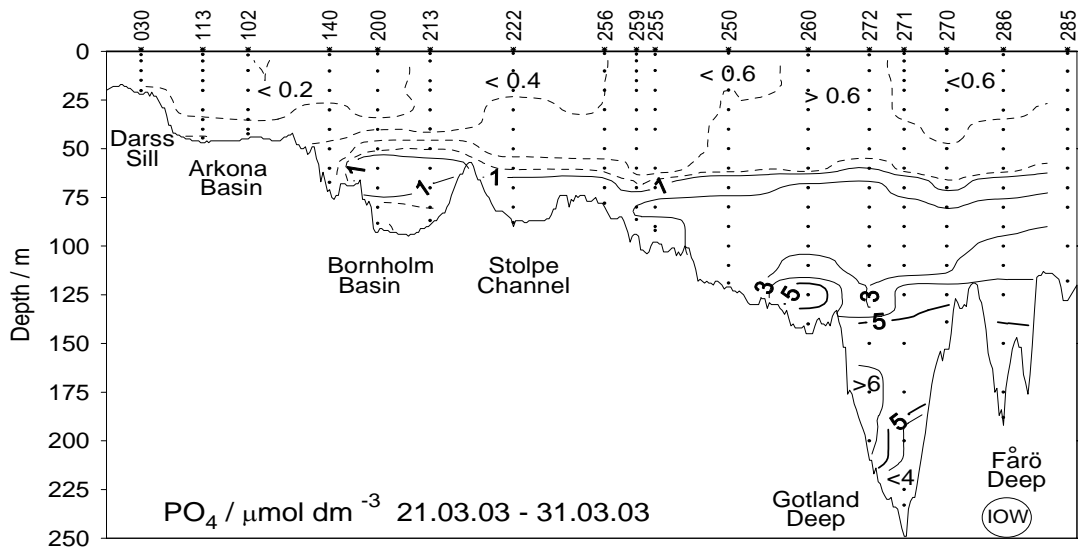 030 113 102 140 200 213 222 256 259 255 250 260 272 271 270 286 285
0
25
50
75
100
125
150
175
200
225
250
Depth / m
< 0.2
< 0.4
< 0.6
> 0.6
<0.6
Darss
Sill
Arkona
Basin
1
1
1
1
Bornholm
Basin
Stolpe
Channel
3
5
3
5
>6
5
<4
Gotland
Deep
Fårö
Deep
IOW
PO4 / μmol dm -3 21.03.03 - 31.03.03